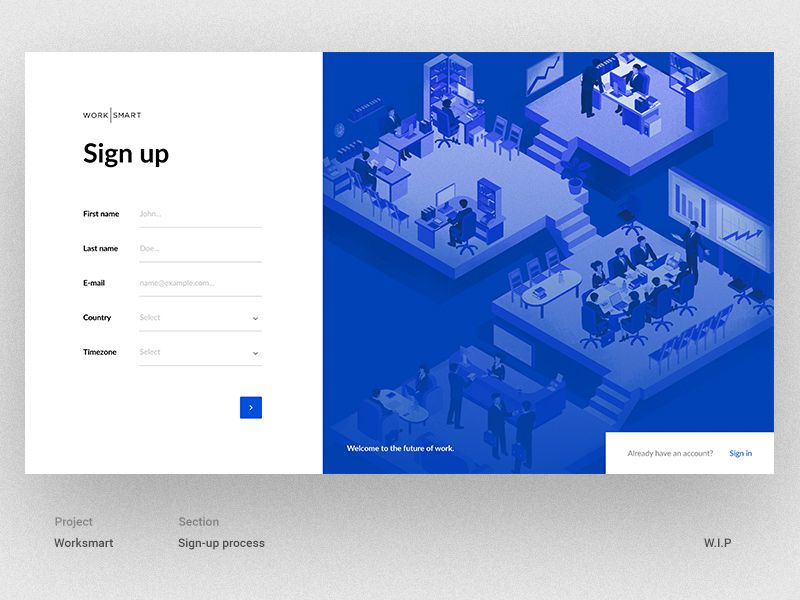 WORK|SMART
Sign up
First name John...
Last name Doe...
E-mail name@example.com...
Country Select
Timezone Select
Welcome to the future of work.
Already have an account? Sign in
Project Section
Worksmart Sign-up process W.I.P